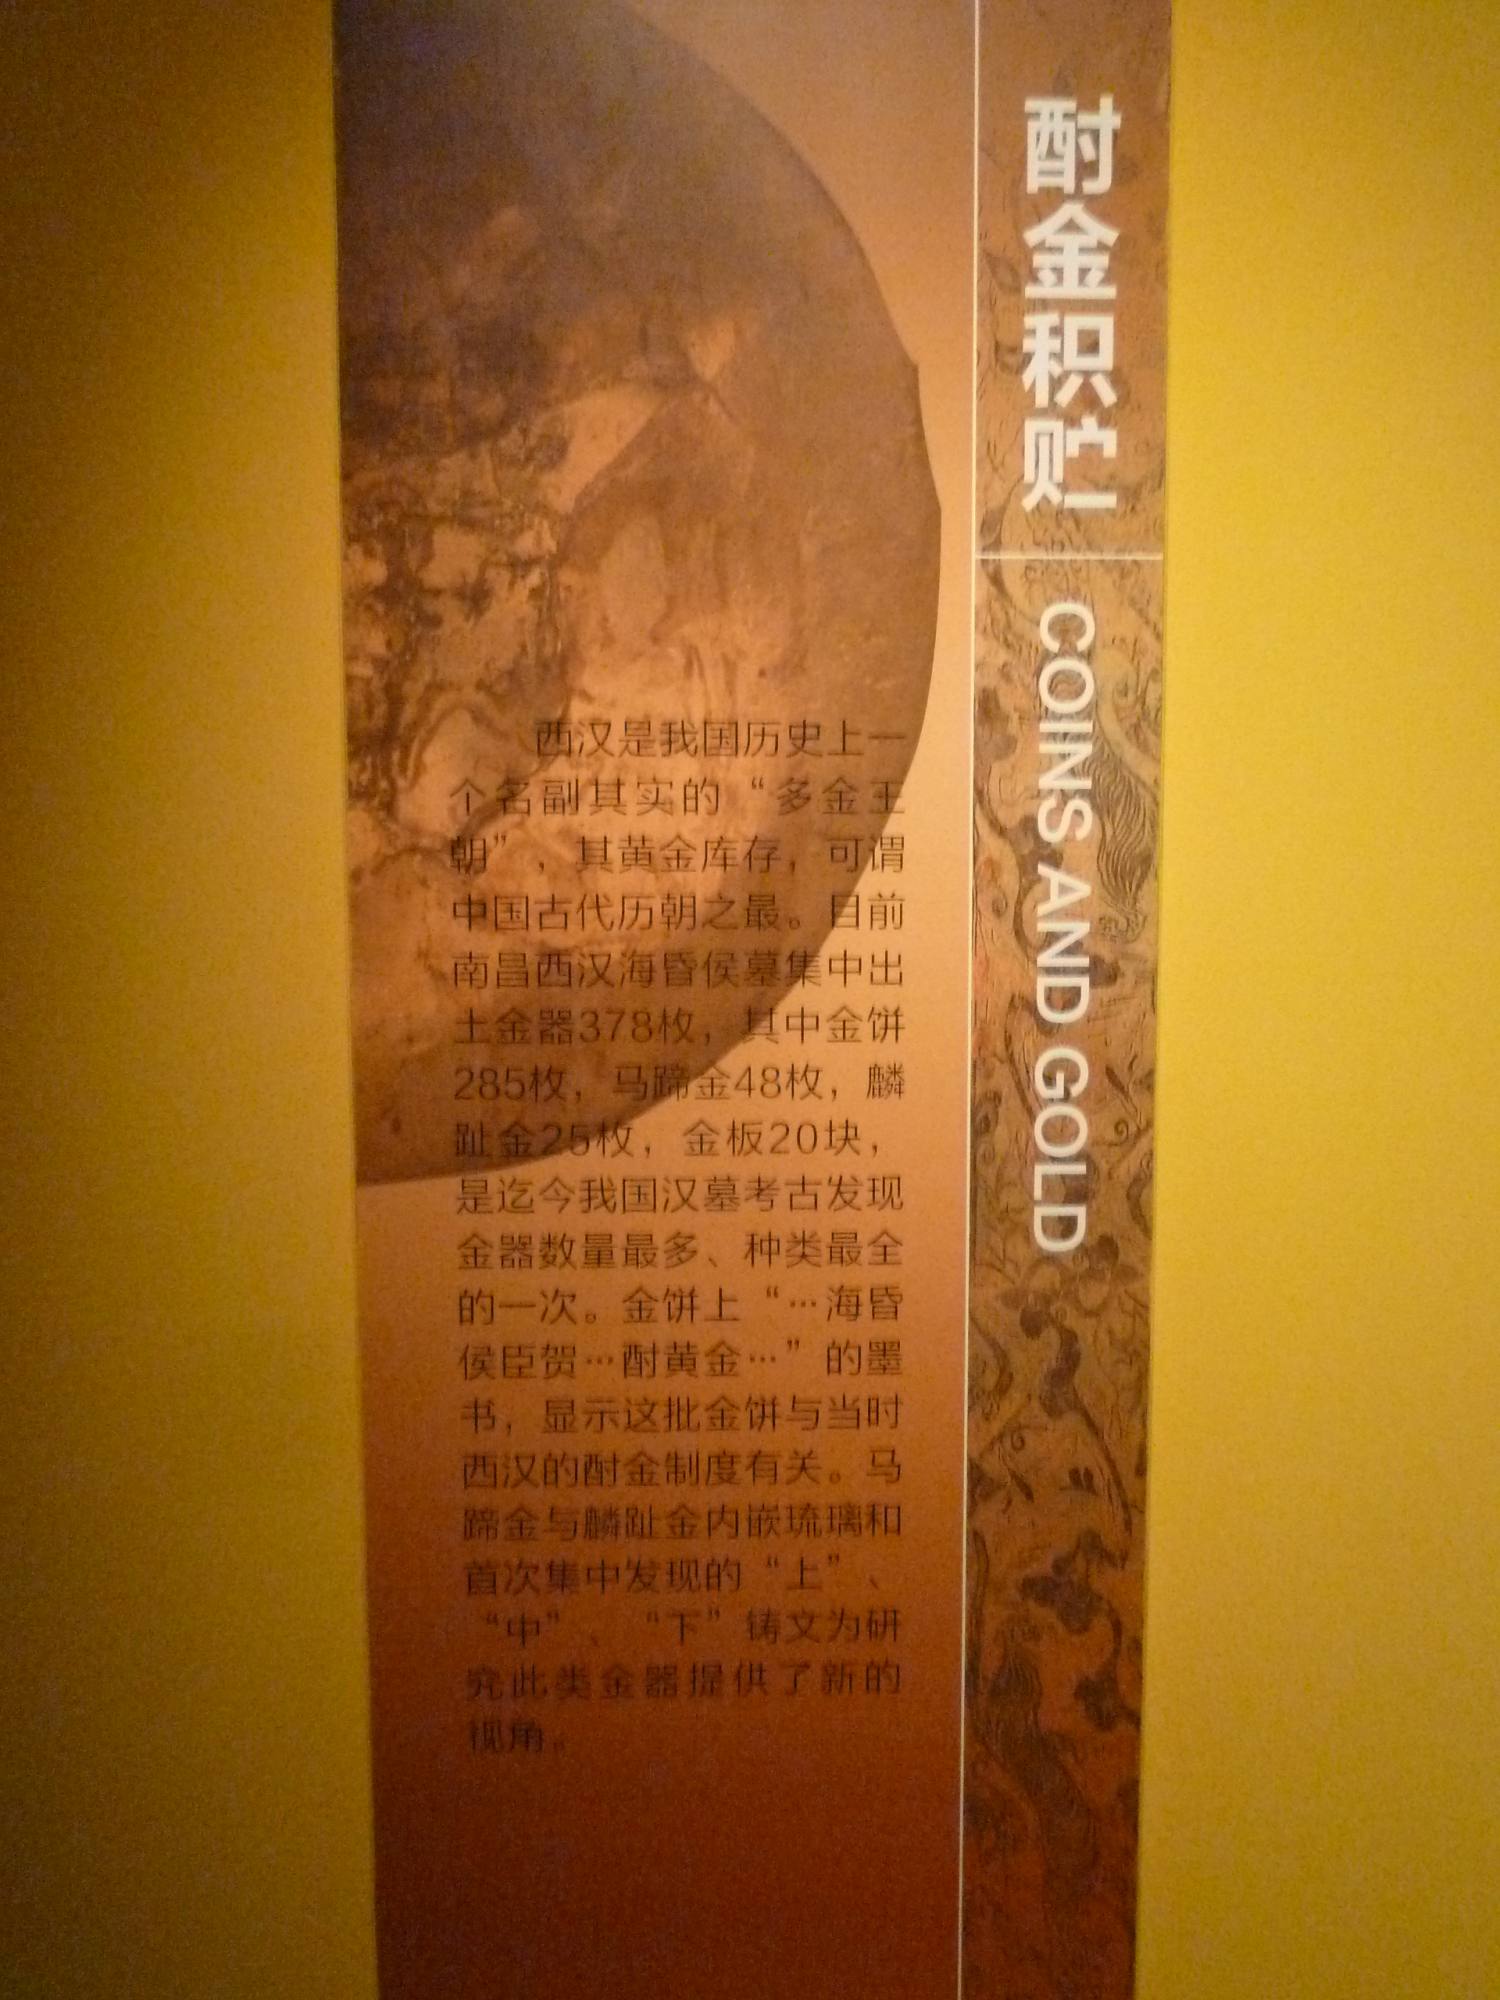 酎金积贮
COINS AND GOLD
西汉是我国历史上一
个名副其实的“多金王
朝”，其黄金库存，可谓
中国古代历朝之最。目前
南昌西汉海昏侯墓集中出
土金器378枚，其中金饼
285枚，马蹄金48枚，麟
趾金25枚，金板20块，
是迄今我国汉墓考古发现
金器数量最多、种类最全
的一次。金饼上“…海昏
侯臣贺…酎黄金…”的墨
书，显示这批金饼与当时
西汉的酎金制度有关。马
蹄金与麟趾金内嵌琉璃和
首次集中发现的“上”、
“中”、“下”铸文为研
究此类金器提供了新的
视角。